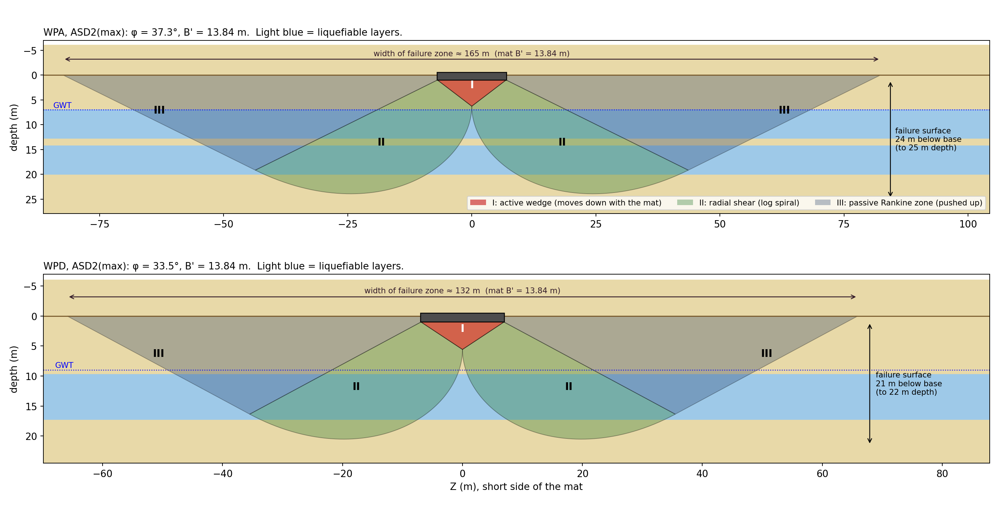 WPA, ASD2(max): φ = 37.3°, B' = 13.84 m.  Light blue = liquefiable layers.
width of failure zone ≈ 165 m  (mat B' = 13.84 m)
−5
0
5
10
15
20
25
depth (m)
GWT
I
III
III
II
II
failure surface
24 m below base
(to 25 m depth)
I: active wedge (moves down with the mat)
II: radial shear (log spiral)
III: passive Rankine zone (pushed up)
−75
−50
−25
0
25
50
75
100
WPD, ASD2(max): φ = 33.5°, B' = 13.84 m.  Light blue = liquefiable layers.
width of failure zone ≈ 132 m  (mat B' = 13.84 m)
−5
0
5
10
15
20
depth (m)
I
III
III
GWT
II
II
failure surface
21 m below base
(to 22 m depth)
−60
−40
−20
0
20
40
60
80
Z (m), short side of the mat